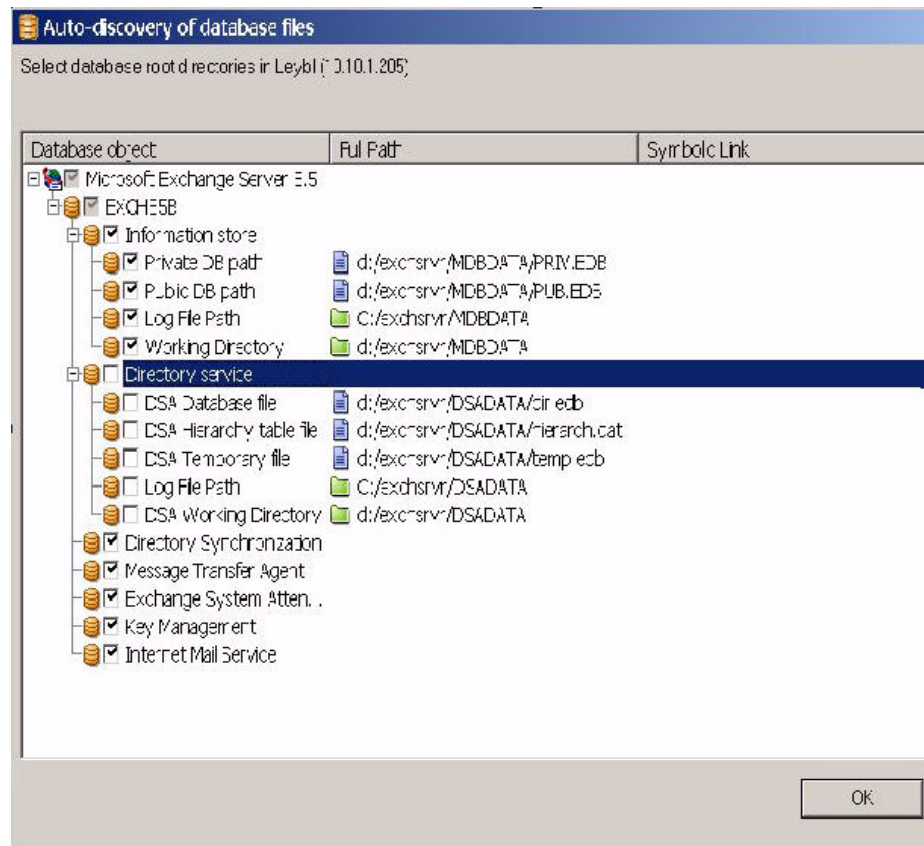 Auto-discovery of database files
Select database root directories in Leybl (10.10.1.205)
Database object Full Path Symbolic Link
Microsoft Exchange Server 5.5
Information store
Private DB path d:/exchsrvr/MDBDATA/PRIV.EDB
Public DB path d:/exchsrvr/MDBDATA/PUB.EDB
Log File Path C:/exchsrvr/MDBDATA
Working Directory d:/exchsrvr/MDBDATA
Directory service
DSA Database file d:/exchsrvr/DSADATA/dir.edb
DSA Hierarchy table file d:/exchsrvr/DSADATA/hierarch.dat
DSA Temporary file d:/exchsrvr/DSADATA/temp.edb
Log File Path C:/exchsrvr/DSADATA
DSA Working Directory d:/exchsrvr/DSADATA
Directory Synchronization
Message Transfer Agent
Exchange System Atten...
Key Management
Internet Mail Service
OK